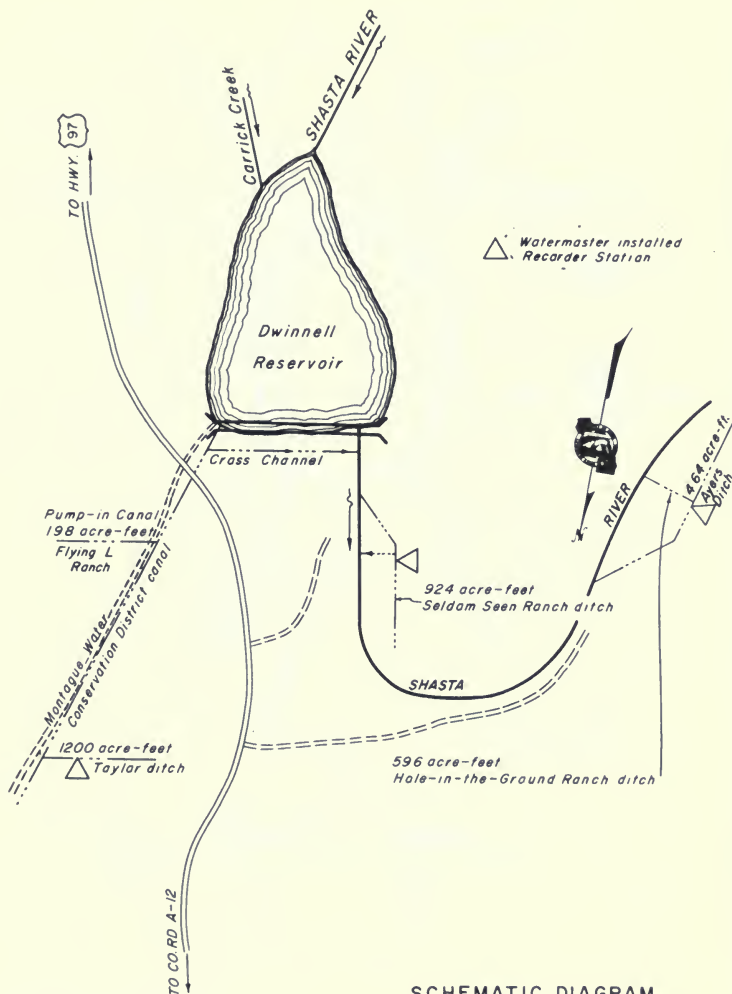 Carrick Creek
SHASTA RIVER
TO HWY. 97
Watermaster installed
Recorder Station
Dwinnell
Reservoir
Cross Channel
Pump-in Canal
198 acre-feet
Flying L
Ranch
Montague Water
Conservation District canal
464 acre-ft.
Ayers
Ditch
RIVER
N
924 acre-feet
Seldam Seen Ranch ditch
SHASTA
1200 acre-feet
Taylor ditch
596 acre-feet
Hole-in-the-Ground Ranch ditch
TO CO. RD A-12
SCHEMATIC DIAGRAM